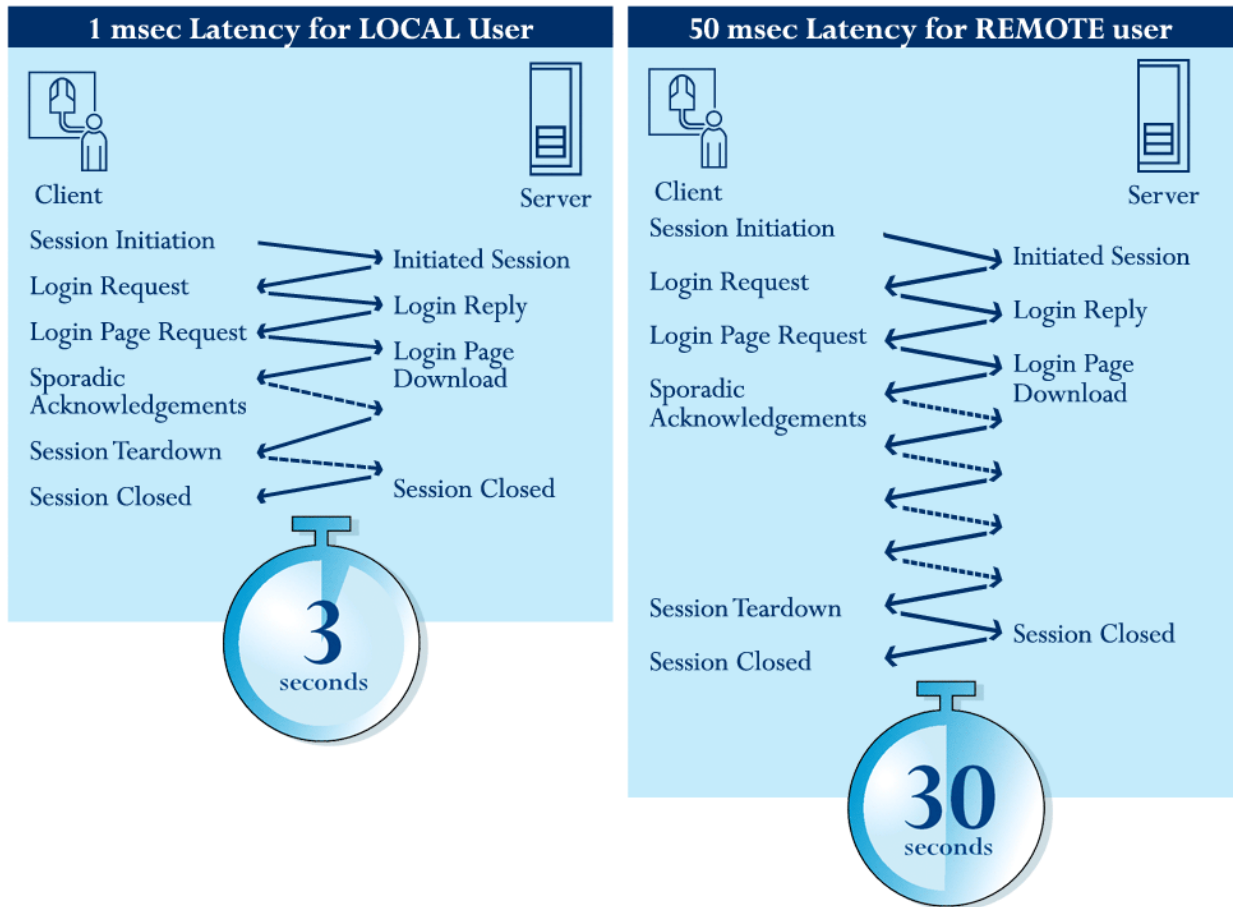 1 msec Latency for LOCAL User
Client
Server
Session Initiation
Initiated Session
Login Request
Login Reply
Login Page Request
Login Page
Download
Sporadic
Acknowledgements
Session Teardown
Session Closed
Session Closed
3
seconds
50 msec Latency for REMOTE user
Client
Server
Session Initiation
Initiated Session
Login Request
Login Reply
Login Page Request
Login Page
Download
Sporadic
Acknowledgements
Session Teardown
Session Closed
Session Closed
30
seconds